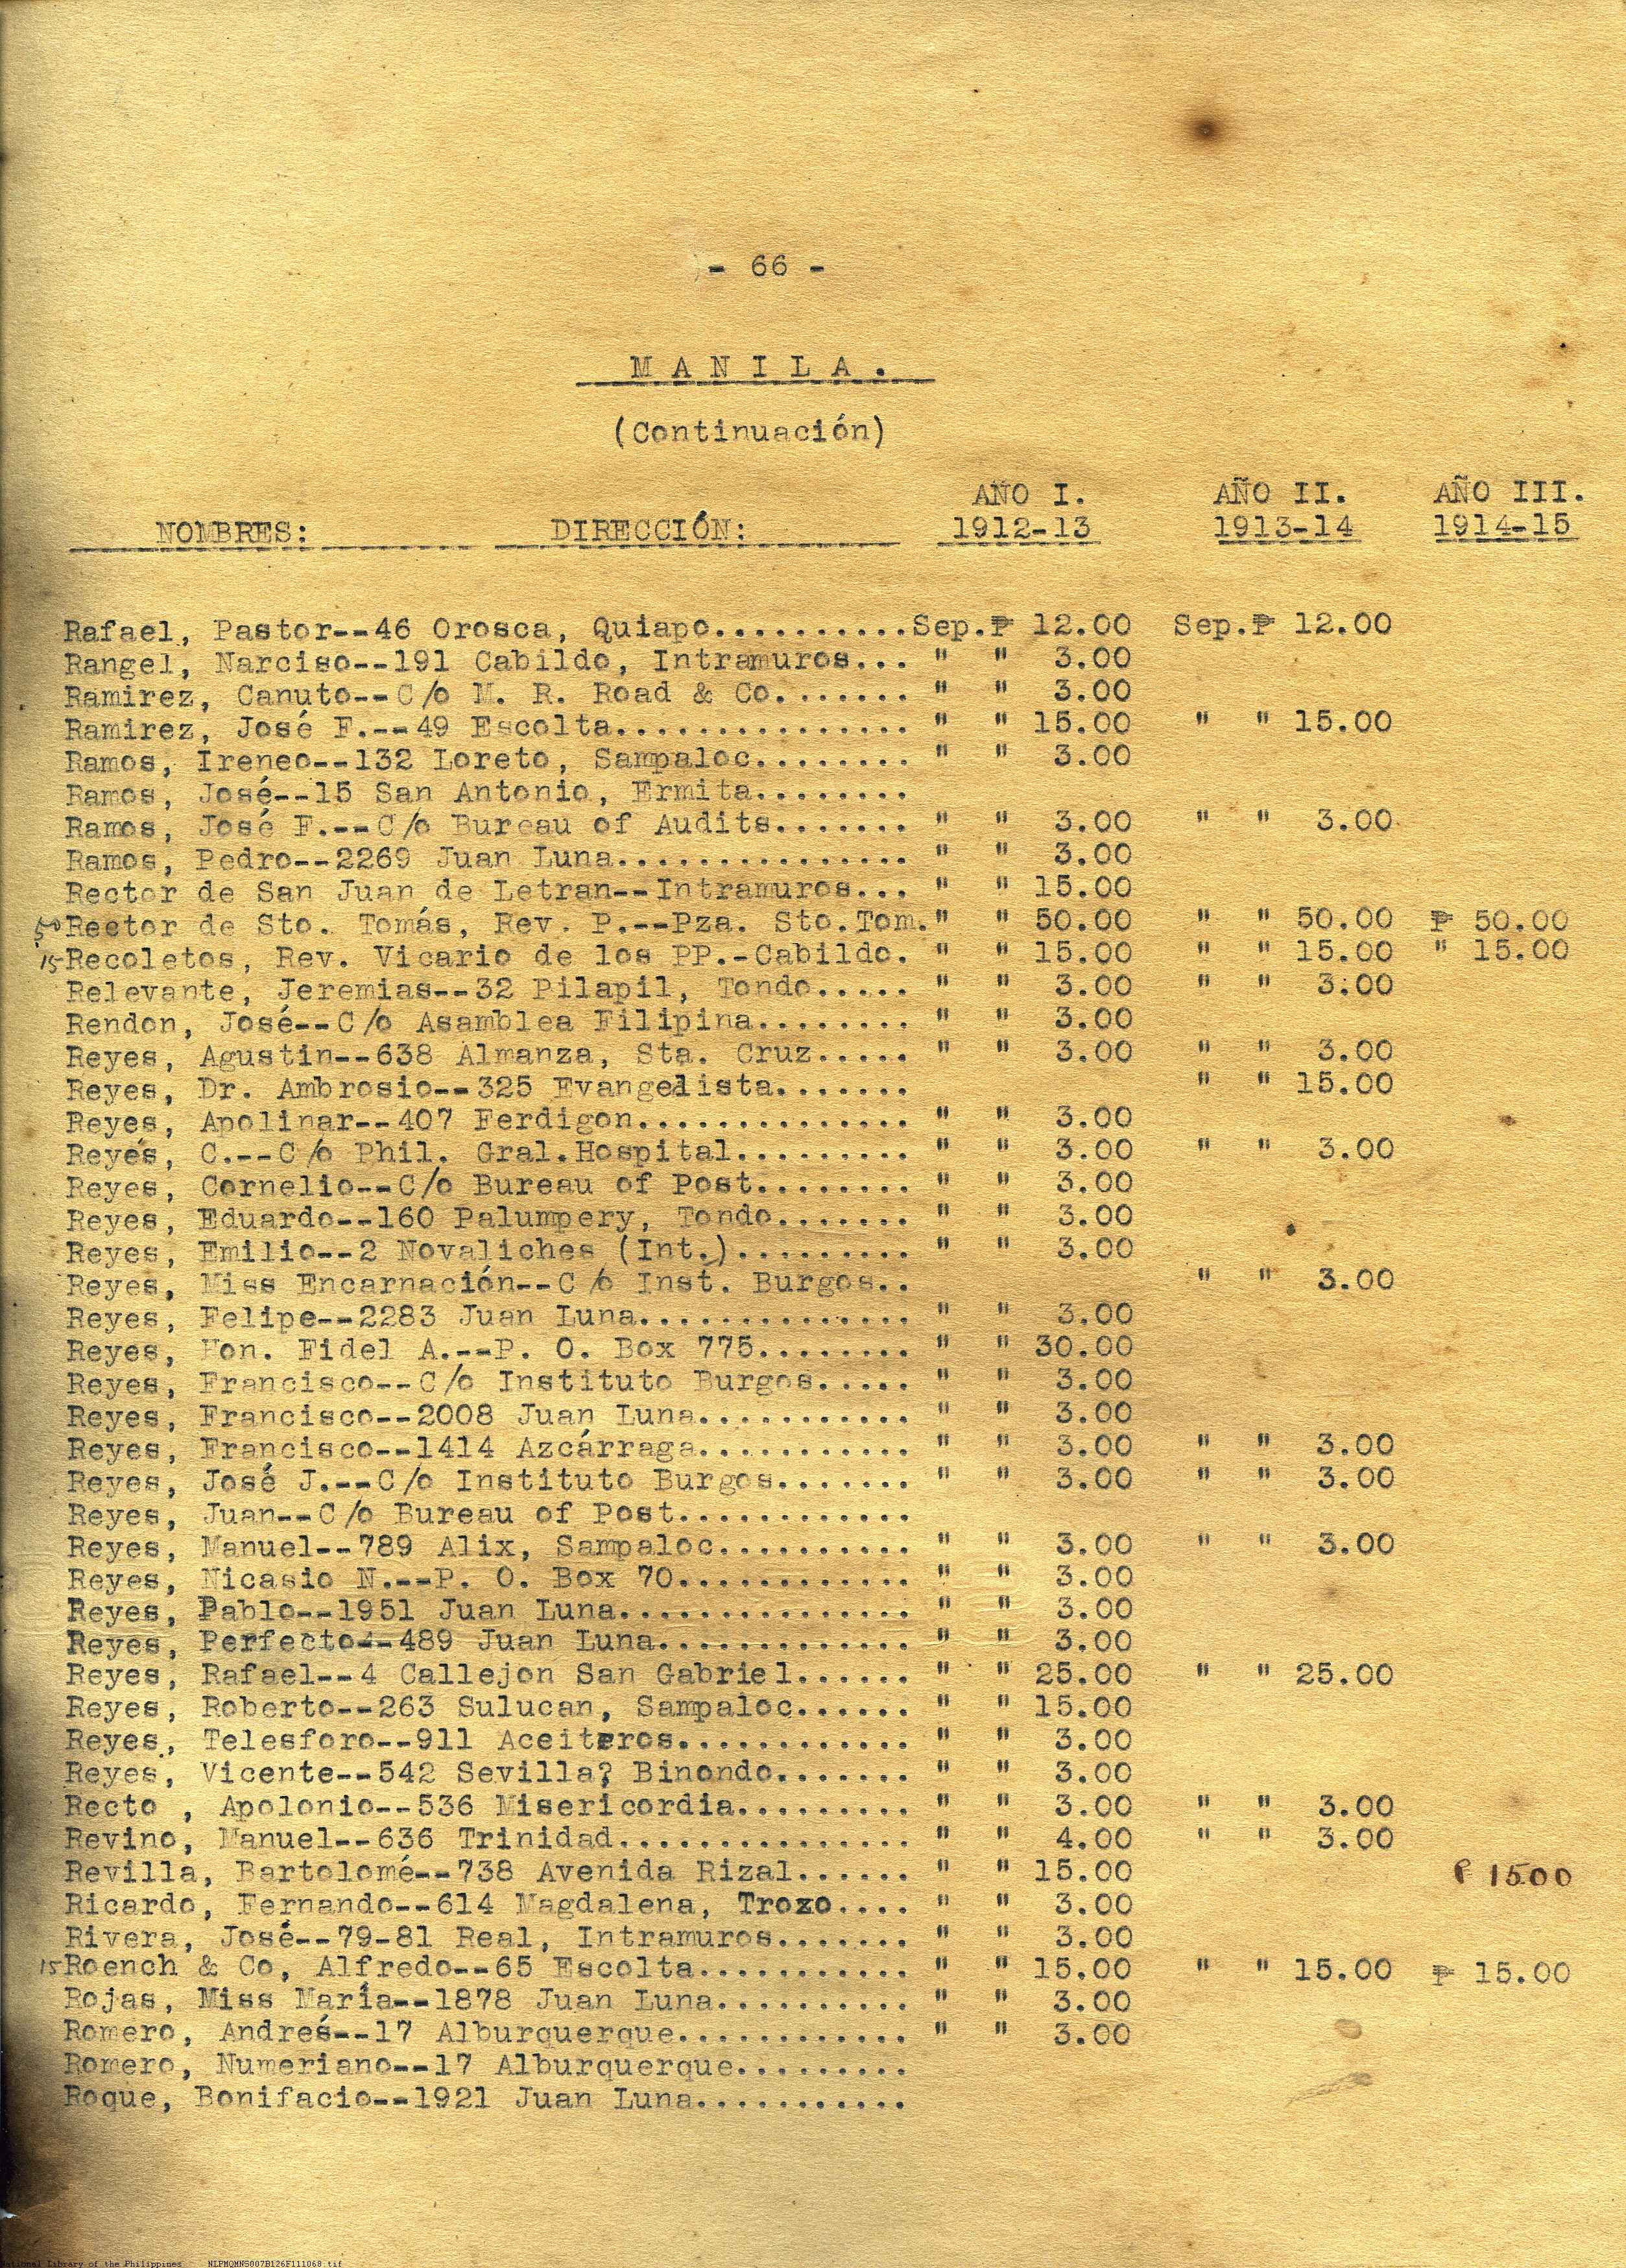 - 66 -
M A N I L A .
(Continuación)
AÑO I. AÑO II. AÑO III.
NOMBRES: DIRECCIÓN: 1912-13 1913-14 1914-15
Rafael, Pastor--46 Orosca, Quiapo..........Sep.₱ 12.00 Sep.₱ 12.00
Rangel, Narciso--191 Cabildo, Intramuros... " " 3.00
Ramirez, Canuto--C/o M. R. Road & Co....... " " 3.00
Ramirez, José F.--49 Escolta............... " " 15.00 " " 15.00
Ramos, Ireneo--132 Loreto, Sampaloc........ " " 3.00
Ramos, José--15 San Antonio, Ermita........
Ramos, José F.--C/o Bureau of Audits....... " " 3.00 " " 3.00
Ramos, Pedro--2269 Juan Luna............... " " 3.00
Rector de San Juan de Letran--Intramuros... " " 15.00
50 Rector de Sto. Tomás, Rev. P.--Pza. Sto.Tom." " 50.00 " " 50.00 ₱ 50.00
15 Recoletos, Rev. Vicario de los PP.-Cabildo. " " 15.00 " " 15.00 " 15.00
Relevante, Jeremias--32 Pilapil, Tondo..... " " 3.00 " " 3.00
Rendon, José--C/o Asamblea Filipina........ " " 3.00
Reyes, Agustin--638 Almanza, Sta. Cruz..... " " 3.00 " " 3.00
Reyes, Dr. Ambrosio--325 Evangelista....... " " 15.00
Reyes, Apolinar--407 Ferdigon.............. " " 3.00
Reyes, C.--C/o Phil. Gral.Hospital......... " " 3.00 " " 3.00
Reyes, Cornelio--C/o Bureau of Post........ " " 3.00
Reyes, Eduardo--160 Palumpery, Tondo....... " " 3.00
Reyes, Emilio--2 Novaliches (Int.)......... " " 3.00
Reyes, Miss Encarnación--C/o Inst. Burgos.. " " 3.00
Reyes, Felipe--2283 Juan Luna.............. " " 3.00
Reyes, Hon. Fidel A.--P. O. Box 775........ " " 30.00
Reyes, Francisco--C/o Instituto Burgos..... " " 3.00
Reyes, Francisco--2008 Juan Luna........... " " 3.00
Reyes, Francisco--1414 Azcárraga........... " " 3.00 " " 3.00
Reyes, José J.--C/o Instituto Burgos....... " " 3.00 " " 3.00
Reyes, Juan--C/o Bureau of Post............
Reyes, Manuel--789 Alix, Sampaloc.......... " " 3.00 " " 3.00
Reyes, Nicasio N.--P. O. Box 70............ " " 3.00
Reyes, Pablo--1951 Juan Luna............... " " 3.00
Reyes, Perfecto--489 Juan Luna............. " " 3.00
Reyes, Rafael--4 Callejon San Gabriel...... " " 25.00 " " 25.00
Reyes, Roberto--263 Sulucan, Sampaloc...... " " 15.00
Reyes, Telesforo--911 Aceiteros............ " " 3.00
Reyes, Vicente--542 Sevilla? Binondo....... " " 3.00
Recto , Apolonio--536 Misericordia......... " " 3.00 " " 3.00
Revino, Manuel--636 Trinidad............... " " 4.00 " " 3.00
Revilla, Bartolomé--738 Avenida Rizal...... " " 15.00 ₱ 15.00
Ricardo, Fernando--614 Magdalena, Trozo.... " " 3.00
Rivera, José--79-81 Real, Intramuros....... " " 3.00
15 Roench & Co, Alfredo--65 Escolta........... " " 15.00 " " 15.00 ₱ 15.00
Rojas, Miss María--1878 Juan Luna.......... " " 3.00
Romero, Andres--17 Alburquerque............ " " 3.00
Romero, Numeriano--17 Alburquerque.........
Roque, Bonifacio--1921 Juan Luna...........
National Library of the Philippines NLPMQMN5007B126F111068.tif